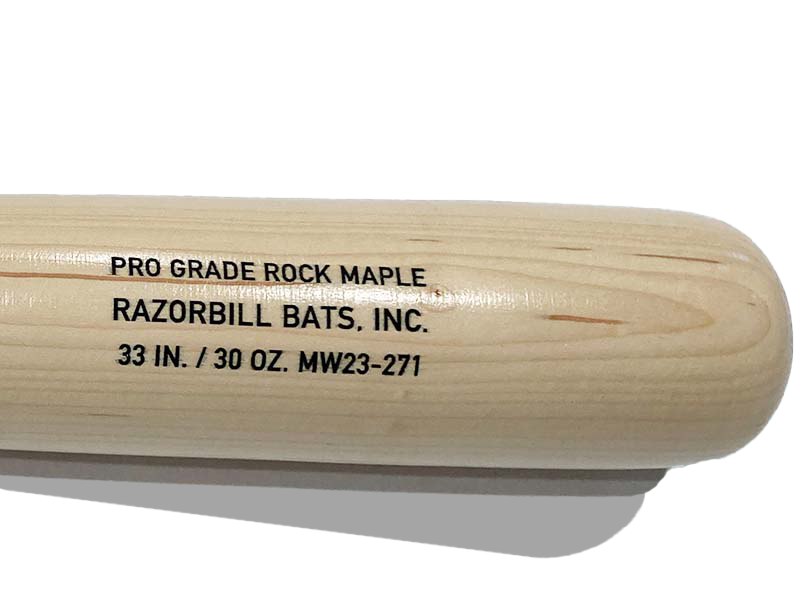 PRO GRADE ROCK MAPLE
RAZORBILL BATS, INC.
33 IN. / 30 OZ. MW23-271